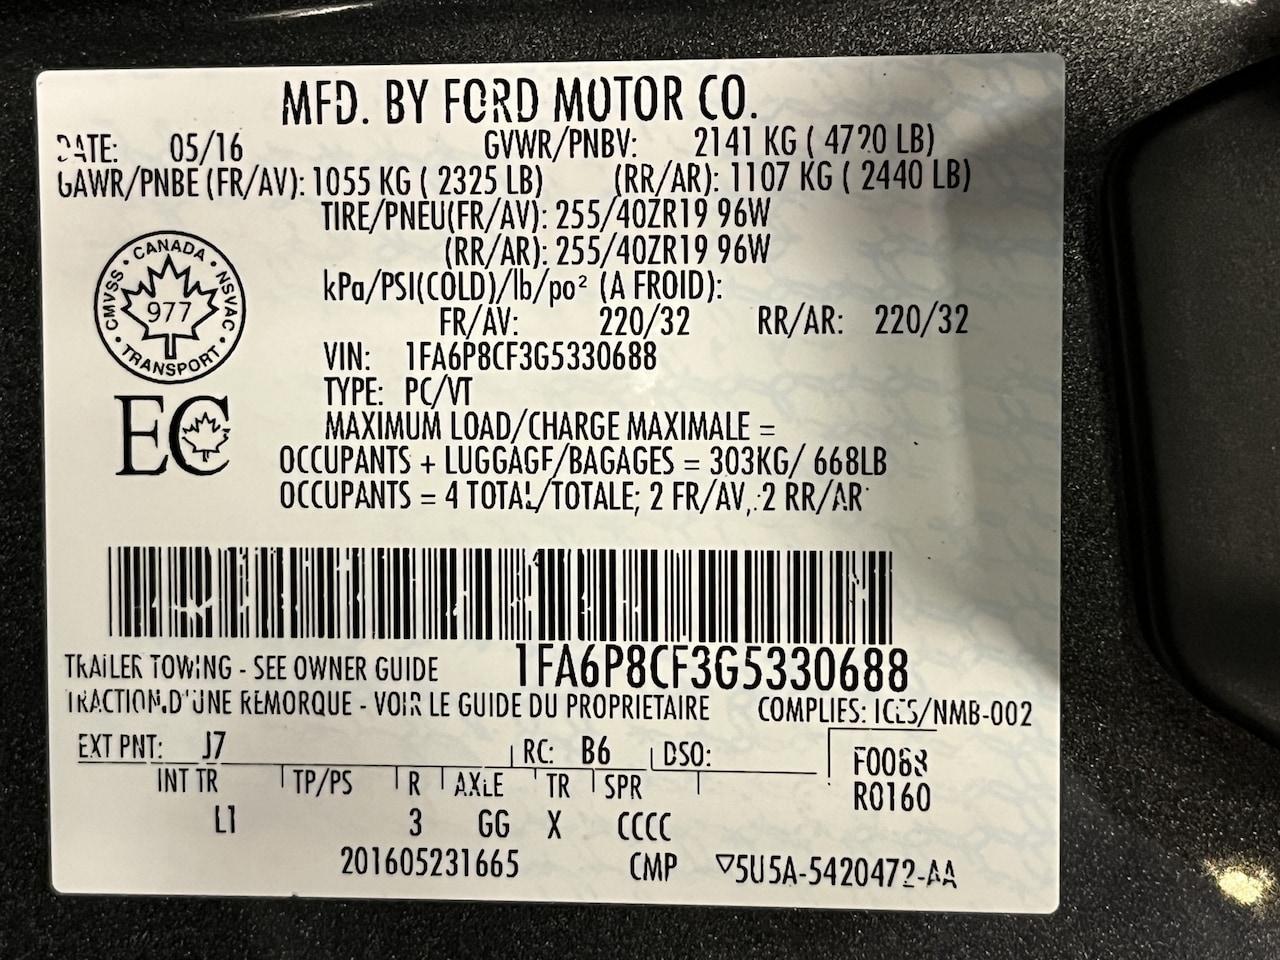 MFD. BY FORD MOTOR CO.
DATE: 05/16 GVWR/PNBV: 2141 KG ( 4720 LB)
GAWR/PNBE (FR/AV): 1055 KG ( 2325 LB) (RR/AR): 1107 KG ( 2440 LB)
TIRE/PNEU(FR/AV): 255/40ZR19 96W
(RR/AR): 255/40ZR19 96W
kPa/PSI(COLD)/lb/po² (A FROID):
FR/AV: 220/32 RR/AR: 220/32
CANADA
CMVSS NSVAC
977
TRANSPORT
VIN: 1FA6P8CF3G5330688
TYPE: PC/VT
EC
MAXIMUM LOAD/CHARGE MAXIMALE =
OCCUPANTS + LUGGAGE/BAGAGES = 303KG/ 668LB
OCCUPANTS = 4 TOTAL/TOTALE; 2 FR/AV, 2 RR/AR
TRAILER TOWING - SEE OWNER GUIDE 1FA6P8CF3G5330688
TRACTION D'UNE REMORQUE - VOIR LE GUIDE DU PROPRIETAIRE COMPLIES: ICES/NMB-002
EXT PNT: J7 RC: B6 DSO: F0088
INT TR TP/PS R AXLE TR SPR R0160
L1 3 GG X CCCC
201605231665 CMP ▽5U5A-5420472-AA